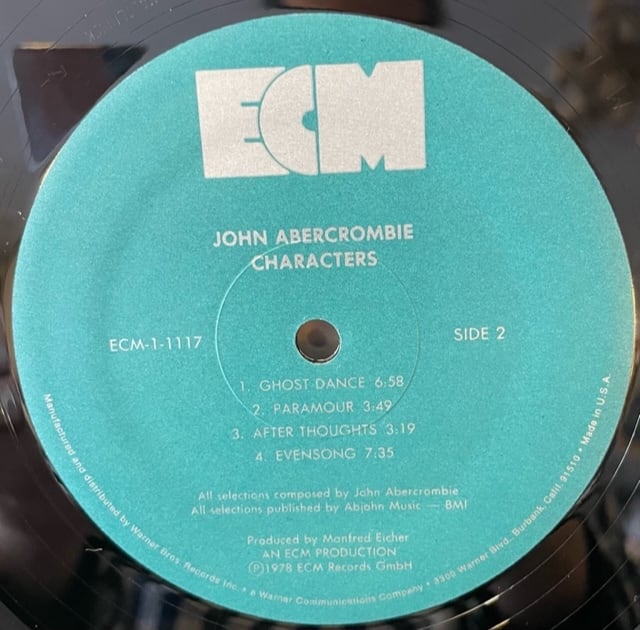 ECM
JOHN ABERCROMBIE
CHARACTERS
ECM-1-1117
SIDE 2
1. GHOST DANCE 6:58
2. PARAMOUR 3:49
3. AFTER THOUGHTS 3:19
4. EVENSONG 7:35
All selections composed by John Abercrombie
All selections published by Abjohn Music — BMI
Produced by Manfred Eicher
AN ECM PRODUCTION
Ⓟ1978 ECM Records GmbH
Manufactured and distributed by Warner Bros. Records Inc. • a Warner Communications Company • 3300 Warner Blvd., Burbank, Calif. 91510 • Made in U.S.A.